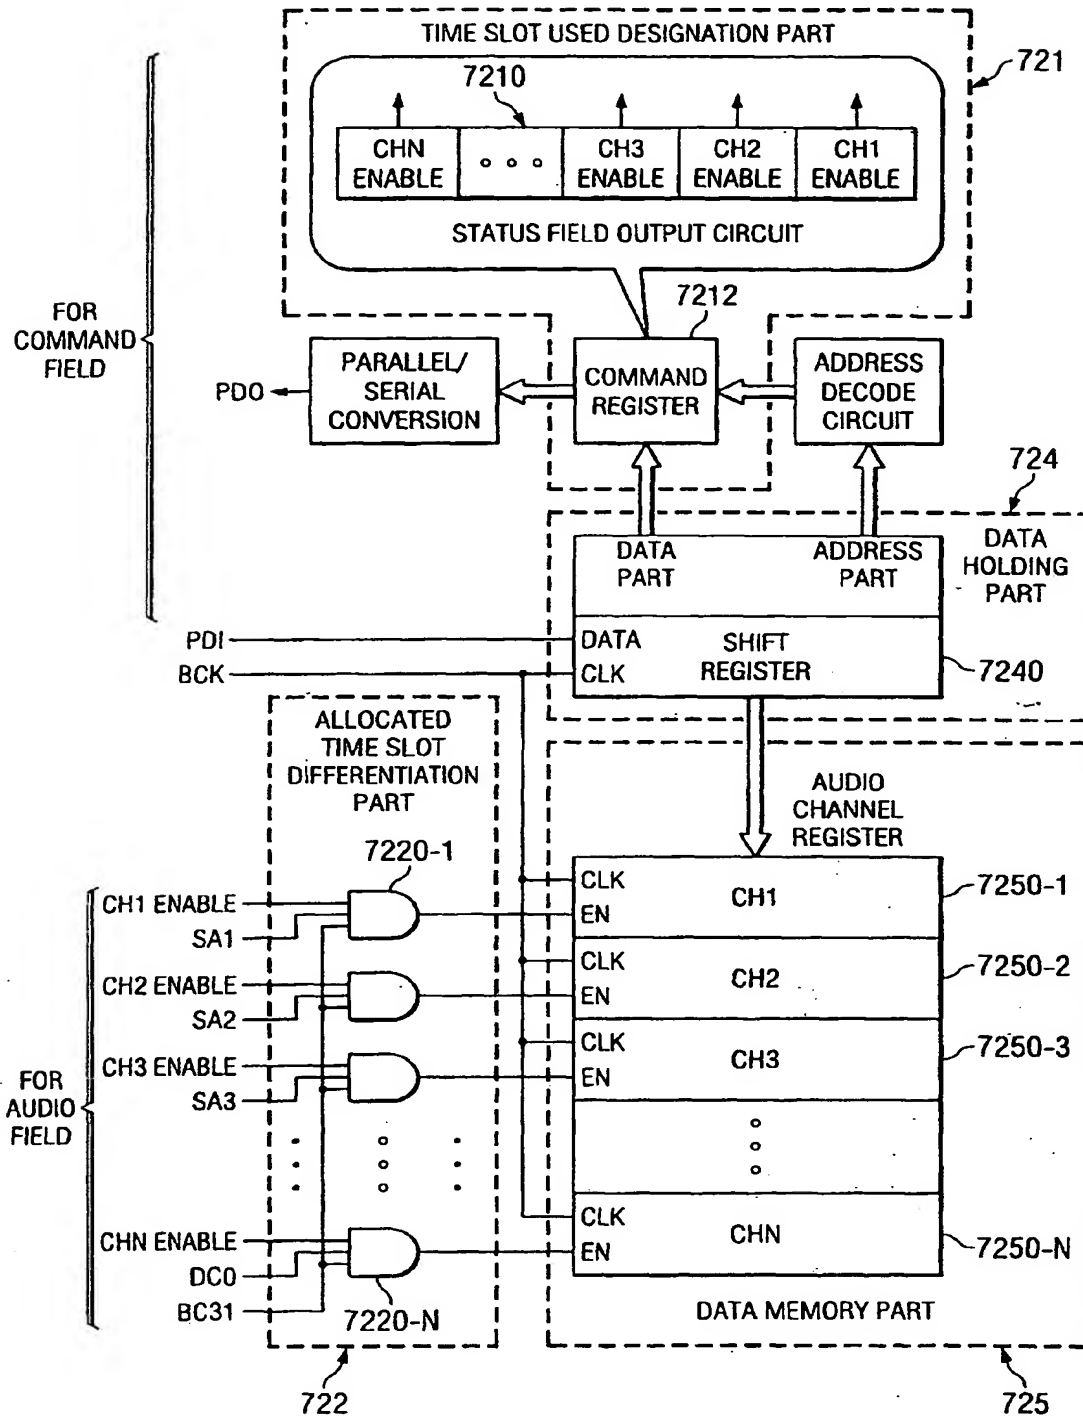 TIME SLOT USED DESIGNATION PART
721
7210
CHN
ENABLE
CH3
ENABLE
CH2
ENABLE
CH1
ENABLE
STATUS FIELD OUTPUT CIRCUIT
7212
FOR
COMMAND
FIELD
PDO
PARALLEL/
SERIAL
CONVERSION
COMMAND
REGISTER
ADDRESS
DECODE
CIRCUIT
724
DATA
PART
ADDRESS
PART
DATA
HOLDING
PART
PDI
DATA
SHIFT
REGISTER
BCK
CLK
7240
ALLOCATED
TIME SLOT
DIFFERENTIATION
PART
AUDIO
CHANNEL
REGISTER
7220-1
CH1 ENABLE
SA1
CLK
EN
CH1
7250-1
CH2 ENABLE
SA2
CLK
EN
CH2
7250-2
CH3 ENABLE
SA3
CLK
EN
CH3
7250-3
FOR
AUDIO
FIELD
CHN ENABLE
DC0
BC31
CLK
EN
CHN
7250-N
7220-N
DATA MEMORY PART
722
725